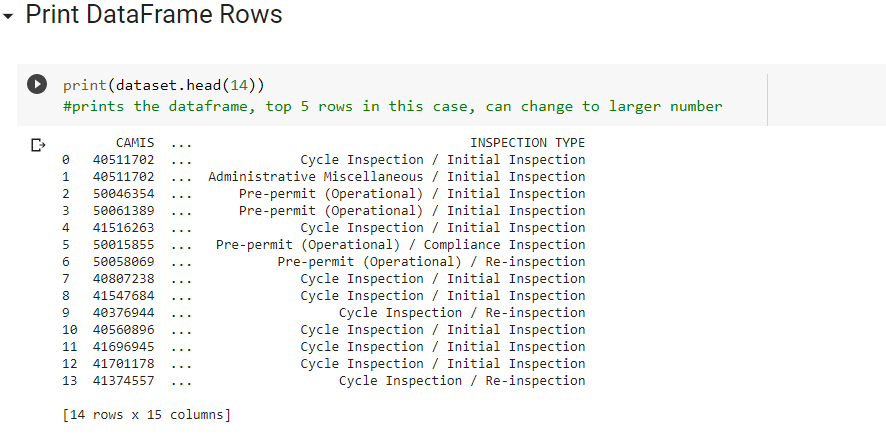 Print DataFrame Rows
print(dataset.head(14))
#prints the dataframe, top 5 rows in this case, can change to larger number
CAMIS ... INSPECTION TYPE
0 40511702 ... Cycle Inspection / Initial Inspection
1 40511702 ... Administrative Miscellaneous / Initial Inspection
2 50046354 ... Pre-permit (Operational) / Initial Inspection
3 50061389 ... Pre-permit (Operational) / Initial Inspection
4 41516263 ... Cycle Inspection / Initial Inspection
5 50015855 ... Pre-permit (Operational) / Compliance Inspection
6 50058069 ... Pre-permit (Operational) / Re-inspection
7 40807238 ... Cycle Inspection / Initial Inspection
8 41547684 ... Cycle Inspection / Initial Inspection
9 40376944 ... Cycle Inspection / Re-inspection
10 40560896 ... Cycle Inspection / Initial Inspection
11 41696945 ... Cycle Inspection / Initial Inspection
12 41701178 ... Cycle Inspection / Initial Inspection
13 41374557 ... Cycle Inspection / Re-inspection
[14 rows x 15 columns]